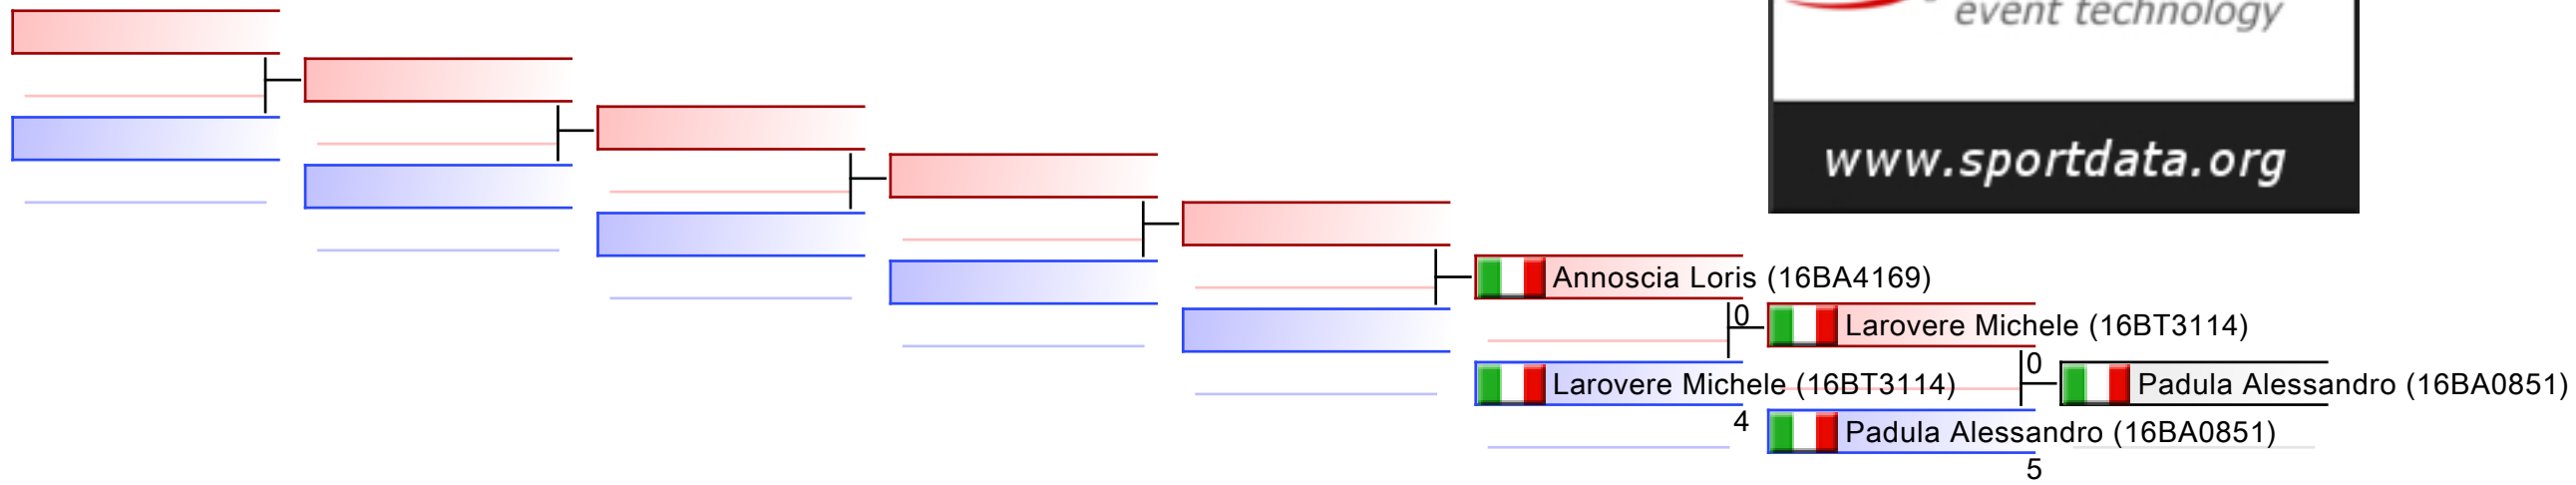 event technology
www.sportdata.org
Annoscia Loris (16BA4169)
0
Larovere Michele (16BT3114)
Larovere Michele (16BT3114)
4
0
Padula Alessandro (16BA0851)
Padula Alessandro (16BA0851)
5